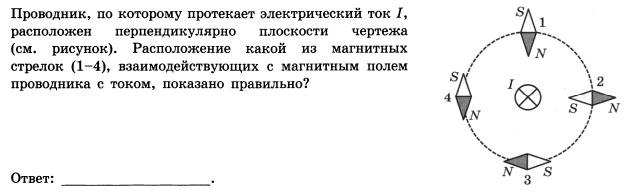 Проводник, по которому протекает электрический ток I,
расположен перпендикулярно плоскости чертежа
(см. рисунок). Расположение какой из магнитных
стрелок (1–4), взаимодействующих с магнитным полем
проводника с током, показано правильно?
S
1
N
S
4
N
I
2
S
N
N
S
3
Ответ: ____________________.